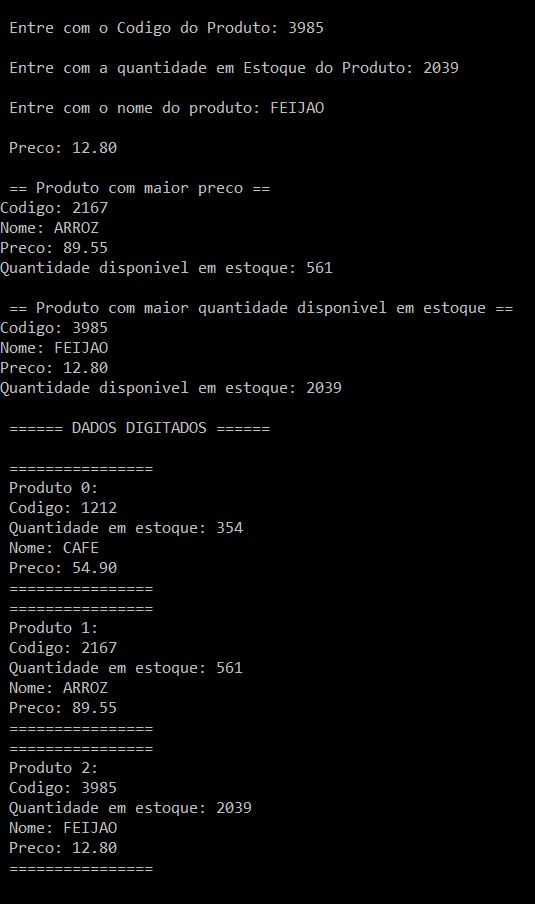 Entre com o Codigo do Produto: 3985
Entre com a quantidade em Estoque do Produto: 2039
Entre com o nome do produto: FEIJAO
Preco: 12.80
== Produto com maior preco ==
Codigo: 2167
Nome: ARROZ
Preco: 89.55
Quantidade disponivel em estoque: 561
== Produto com maior quantidade disponivel em estoque ==
Codigo: 3985
Nome: FEIJAO
Preco: 12.80
Quantidade disponivel em estoque: 2039
====== DADOS DIGITADOS ======
================
Produto 0:
Codigo: 1212
Quantidade em estoque: 354
Nome: CAFE
Preco: 54.90
================
================
Produto 1:
Codigo: 2167
Quantidade em estoque: 561
Nome: ARROZ
Preco: 89.55
================
================
Produto 2:
Codigo: 3985
Quantidade em estoque: 2039
Nome: FEIJAO
Preco: 12.80
================